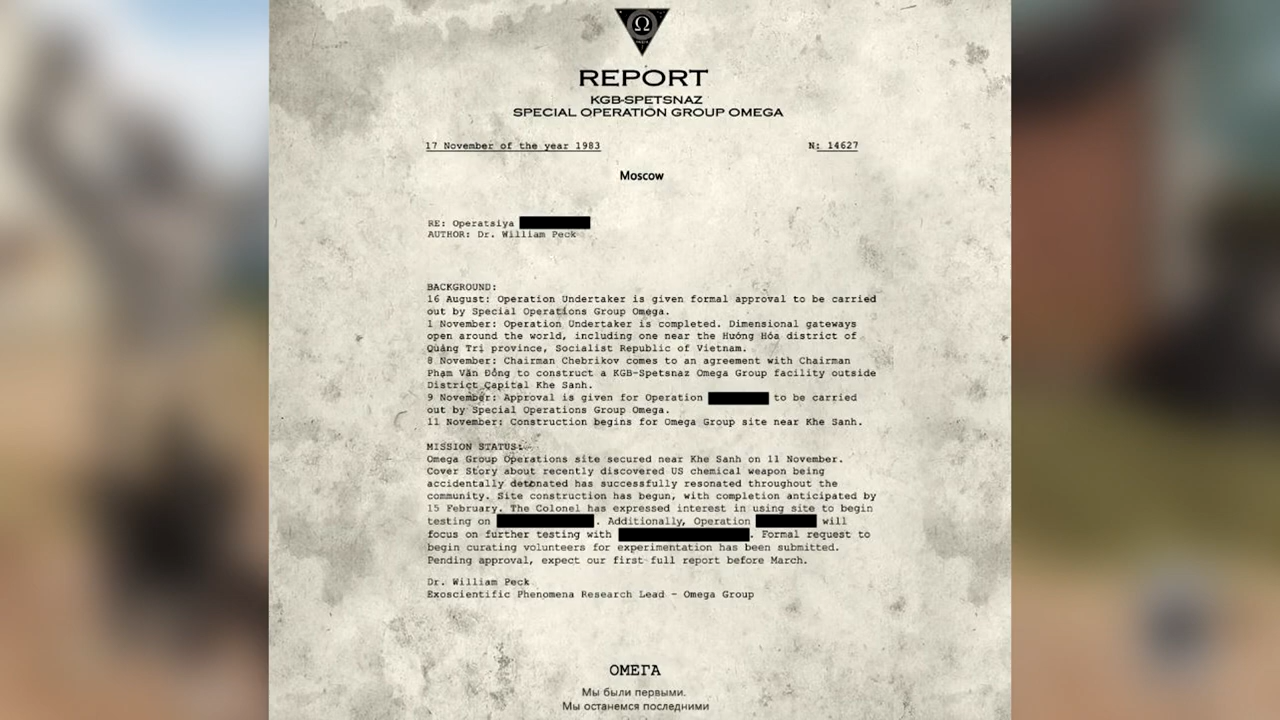 Ω
REPORT
KGB-SPETSNAZ
SPECIAL OPERATION GROUP OMEGA
17 November of the year 1983 N: 14627
Moscow
RE: Operatsiya
AUTHOR: Dr. William Peck
BACKGROUND:
16 August: Operation Undertaker is given formal approval to be carried
out by Special Operations Group Omega.
1 November: Operation Undertaker is completed. Dimensional gateways
open around the world, including one near the Hướng Hóa district of
Quảng Trị province, Socialist Republic of Vietnam.
8 November: Chairman Chebrikov comes to an agreement with Chairman
Phạm Văn Đồng to construct a KGB-Spetsnaz Omega Group facility outside
District Capital Khe Sanh.
9 November: Approval is given for Operation to be carried
out by Special Operations Group Omega.
11 November: Construction begins for Omega Group site near Khe Sanh.
MISSION STATUS:
Omega Group Operations site secured near Khe Sanh on 11 November.
Cover Story about recently discovered US chemical weapon being
accidentally detonated has successfully resonated throughout the
community. Site construction has begun, with completion anticipated by
15 February. The Colonel has expressed interest in using site to begin
testing on . Additionally, Operation will
focus on further testing with . Formal request to
begin curating volunteers for experimentation has been submitted.
Pending approval, expect our first full report before March.
Dr. William Peck
Exoscientific Phenomena Research Lead - Omega Group
ОМЕГА
Мы были первыми.
Мы останемся последними